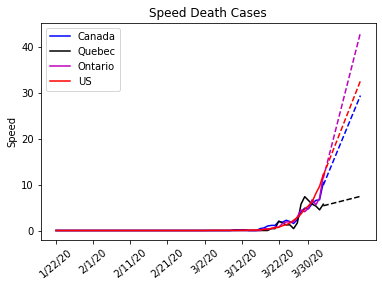 Speed Death Cases
Canada
Quebec
Ontario
US
Speed
40
30
20
10
0
1/22/20
2/1/20
2/11/20
2/21/20
3/2/20
3/12/20
3/22/20
3/30/20